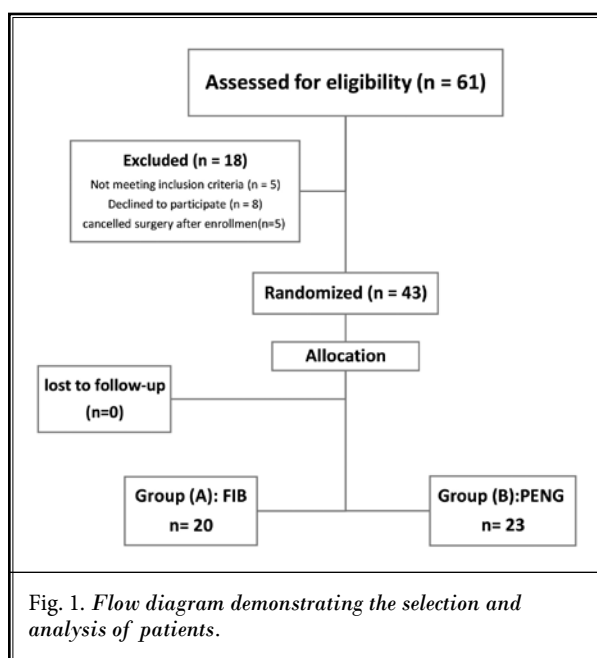 Assessed for eligibility (n = 61)
Excluded (n = 18)
Not meeting inclusion criteria (n = 5)
Declined to participate (n = 8)
cancelled surgery after enrollmen(n=5)
Randomized (n = 43)
Allocation
lost to follow-up
(n=0)
Group (A): FIB
n= 20
Group (B):PENG
n= 23
Fig. 1. Flow diagram demonstrating the selection and
analysis of patients.